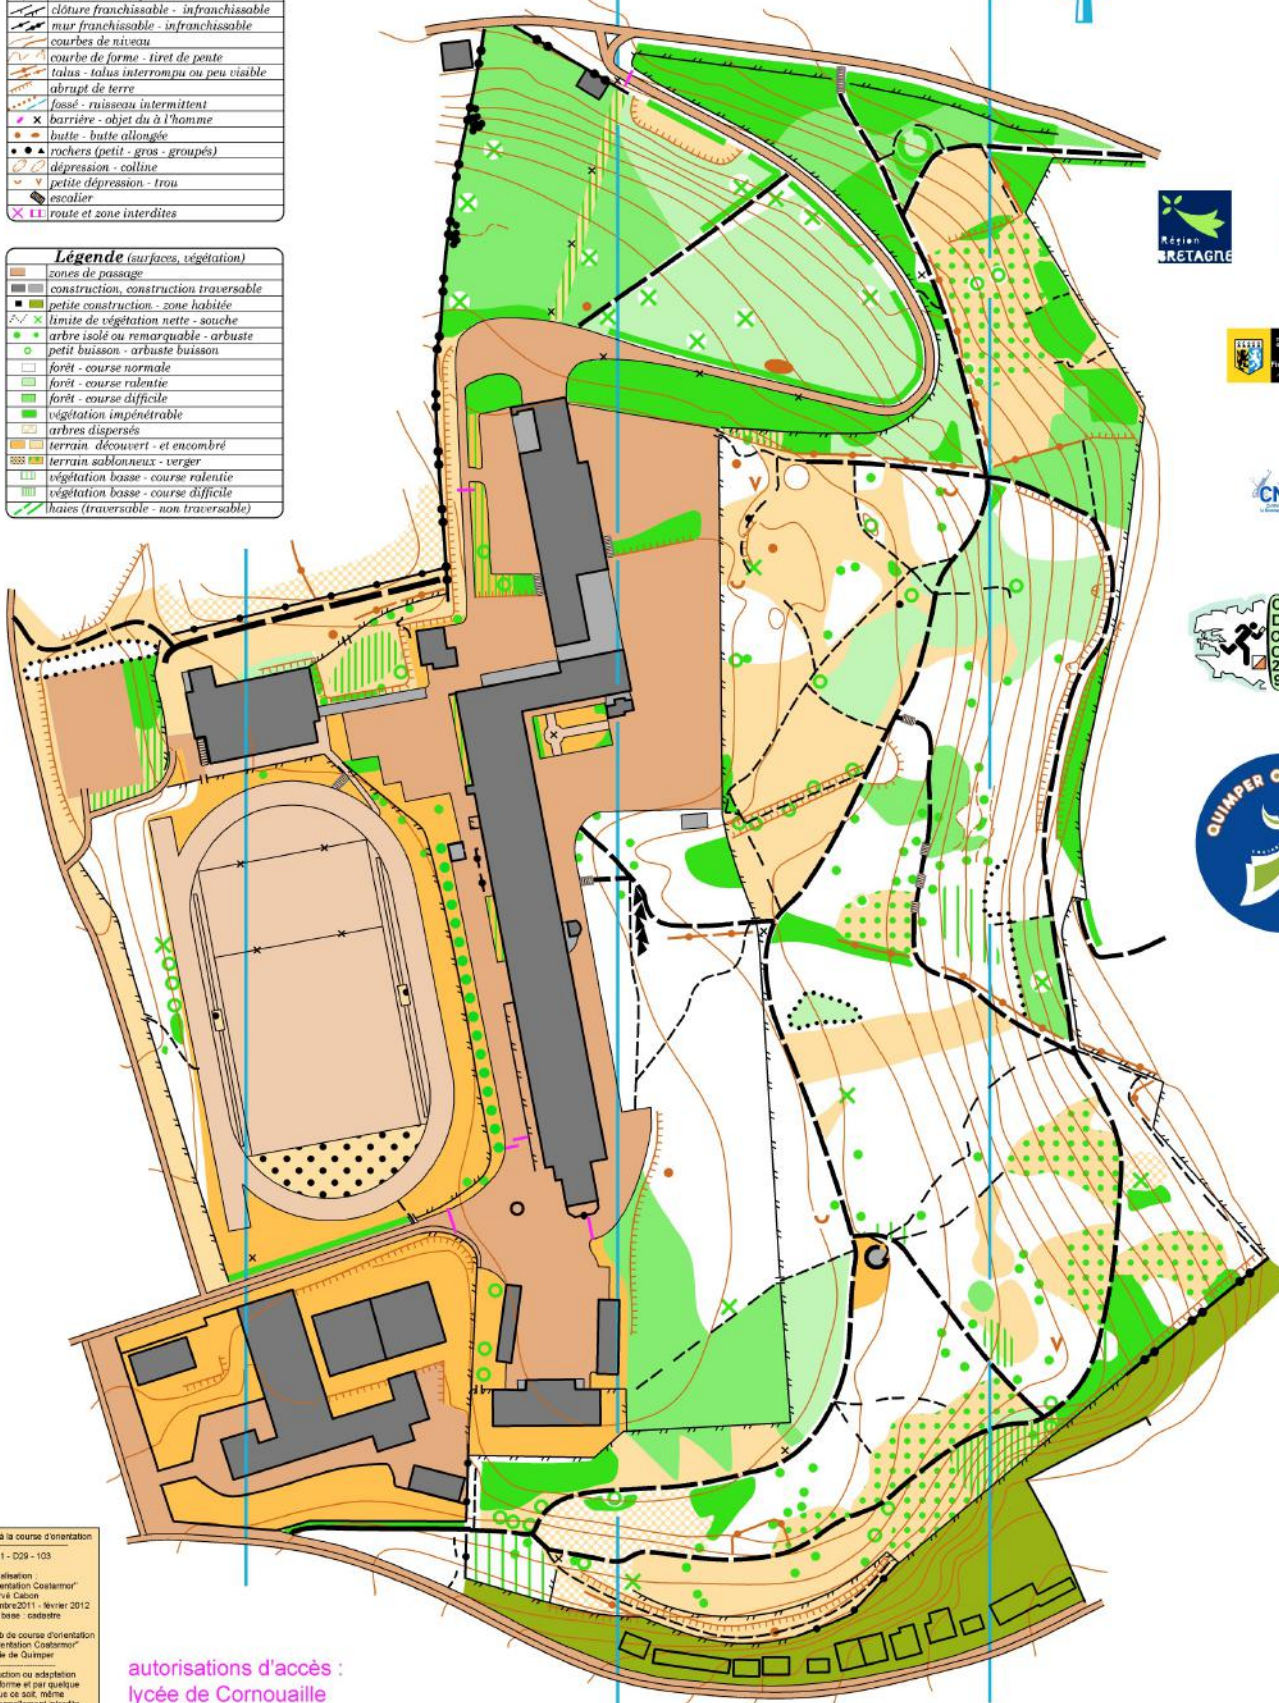 clôture franchissable - infranchissable
mur franchissable - infranchissable
courbes de niveau
courbe de forme - tiret de pente
talus - talus interrompu ou peu visible
abrupt de terre
fossé - ruisseau intermittent
barrière - objet du à l'homme
butte - butte allongée
rochers (petit - gros - groupés)
dépression - colline
petite dépression - trou
escalier
route et zone interdites
Légende (surfaces, végétation)
zones de passage
construction, construction traversable
petite construction - zone habitée
limite de végétation nette - souche
arbre isolé ou remarquable - arbuste
petit buisson - arbuste buisson
forêt - course normale
forêt - course ralentie
forêt - course difficile
végétation impénétrable
arbres dispersés
terrain découvert - et encombré
terrain sablonneux - verger
végétation basse - course ralentie
végétation basse - course difficile
haies (traversable - non traversable)
Région
BRETAGNE
CN
QUIMPER O
à la course d'orientation
1 - D29 - 103
alisation :
entation Costarmor"
rvé Cabon
mbre2011 - février 2012
base : cadastre
b de course d'orientation
entation Costarmor"
ie de Quimper
uction ou adaptation
forme et par quelque
ue ce soit, même
autorisations d'accès :
lycée de Cornouaille